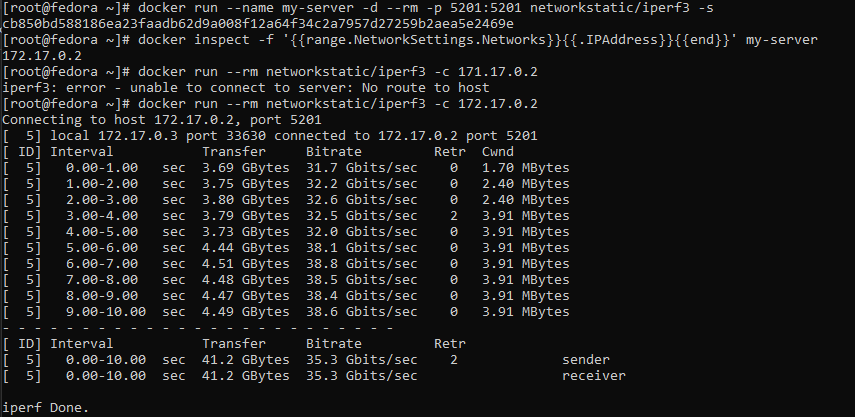 [root@fedora ~]# docker run --name my-server -d --rm -p 5201:5201 networkstatic/iperf3 -s
cb850bd588186ea23faadb62d9a008f12a64f34c2a7957d27259b2aea5e2469e
[root@fedora ~]# docker inspect -f '{{range.NetworkSettings.Networks}}{{.IPAddress}}{{end}}' my-server
172.17.0.2
[root@fedora ~]# docker run --rm networkstatic/iperf3 -c 171.17.0.2
iperf3: error - unable to connect to server: No route to host
[root@fedora ~]# docker run --rm networkstatic/iperf3 -c 172.17.0.2
Connecting to host 172.17.0.2, port 5201
[  5] local 172.17.0.3 port 33630 connected to 172.17.0.2 port 5201
[ ID] Interval           Transfer     Bitrate         Retr  Cwnd
[  5]   0.00-1.00   sec  3.69 GBytes  31.7 Gbits/sec    0   1.70 MBytes
[  5]   1.00-2.00   sec  3.75 GBytes  32.2 Gbits/sec    0   2.40 MBytes
[  5]   2.00-3.00   sec  3.80 GBytes  32.6 Gbits/sec    0   2.40 MBytes
[  5]   3.00-4.00   sec  3.79 GBytes  32.5 Gbits/sec    2   3.91 MBytes
[  5]   4.00-5.00   sec  3.73 GBytes  32.0 Gbits/sec    0   3.91 MBytes
[  5]   5.00-6.00   sec  4.44 GBytes  38.1 Gbits/sec    0   3.91 MBytes
[  5]   6.00-7.00   sec  4.51 GBytes  38.8 Gbits/sec    0   3.91 MBytes
[  5]   7.00-8.00   sec  4.48 GBytes  38.5 Gbits/sec    0   3.91 MBytes
[  5]   8.00-9.00   sec  4.47 GBytes  38.4 Gbits/sec    0   3.91 MBytes
[  5]   9.00-10.00  sec  4.49 GBytes  38.6 Gbits/sec    0   3.91 MBytes
- - - - - - - - - - - - - - - - - - - - - - - - -
[ ID] Interval           Transfer     Bitrate         Retr
[  5]   0.00-10.00  sec  41.2 GBytes  35.3 Gbits/sec    2             sender
[  5]   0.00-10.00  sec  41.2 GBytes  35.3 Gbits/sec                  receiver

iperf Done.